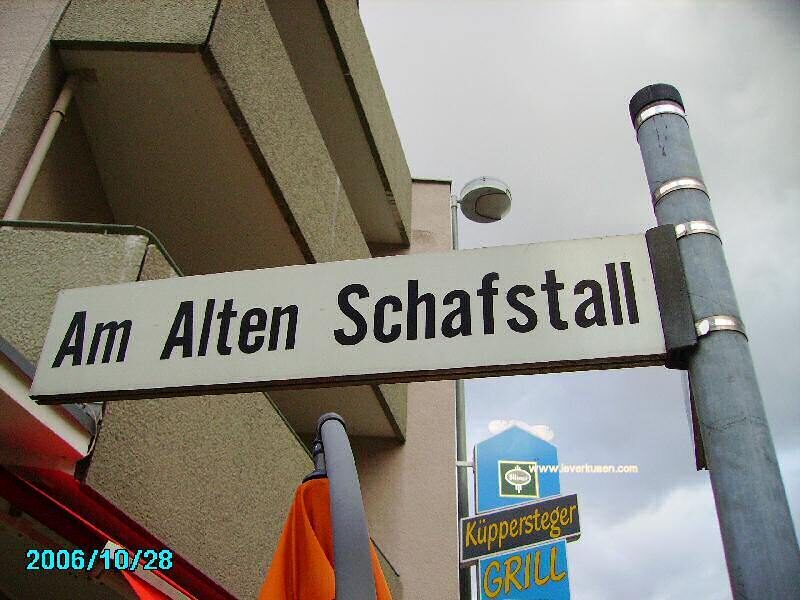 Am Alten Schafstall
www.leverkusen.com
Küppersteger
GRILL
2006/10/28